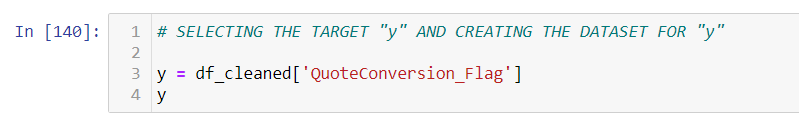 In [140]:
1 # SELECTING THE TARGET "y" AND CREATING THE DATASET FOR "y"
2
3 y = df_cleaned['QuoteConversion_Flag']
4 y